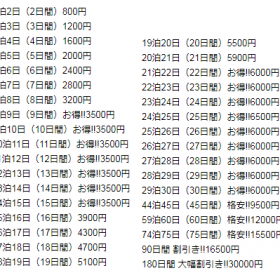 泊2日（2日間）800円
泊3日（3日間）1200円
泊4日（4日間）1600円
泊5日（5日間）2000円
泊6日（6日間）2400円
泊7日（7日間）2800円
泊8日（8日間）3200円
泊9日（9日間）お得!!3500円
泊10日（10日間）お得!!3500円
泊11日（11日間）お得!!3500円
泊12日（12日間）お得!!3500円
泊13日（13日間）お得!!3500円
泊14日（14日間）お得!!3500円
泊15日（15日間）お得!!3500円
泊16日（16日間）3900円
泊17日（17日間）4300円
泊18日（18日間）4700円
泊19日（19日間）5100円
19泊20日（20日間）5500円
20泊21日（21日間）5900円
21泊22日（22日間）お得!!6000円
22泊23日（23日間）お得!!6000円
23泊24日（24日間）お得!!6000円
24泊25日（25日間）お得!!6500円
25泊26日（26日間）お得!!6000円
26泊27日（27日間）お得!!6000円
27泊28日（28日間）お得!!6000円
28泊29日（29日間）お得!!6000円
29泊30日（30日間）お得!!6000円
44泊45日（45日間）格安!!9500円
59泊60日（60日間）格安!!12000円
74泊75日（75日間）格安!!15500円
90日間 割引き!!16500円
180日間 大幅割引き!!30000円